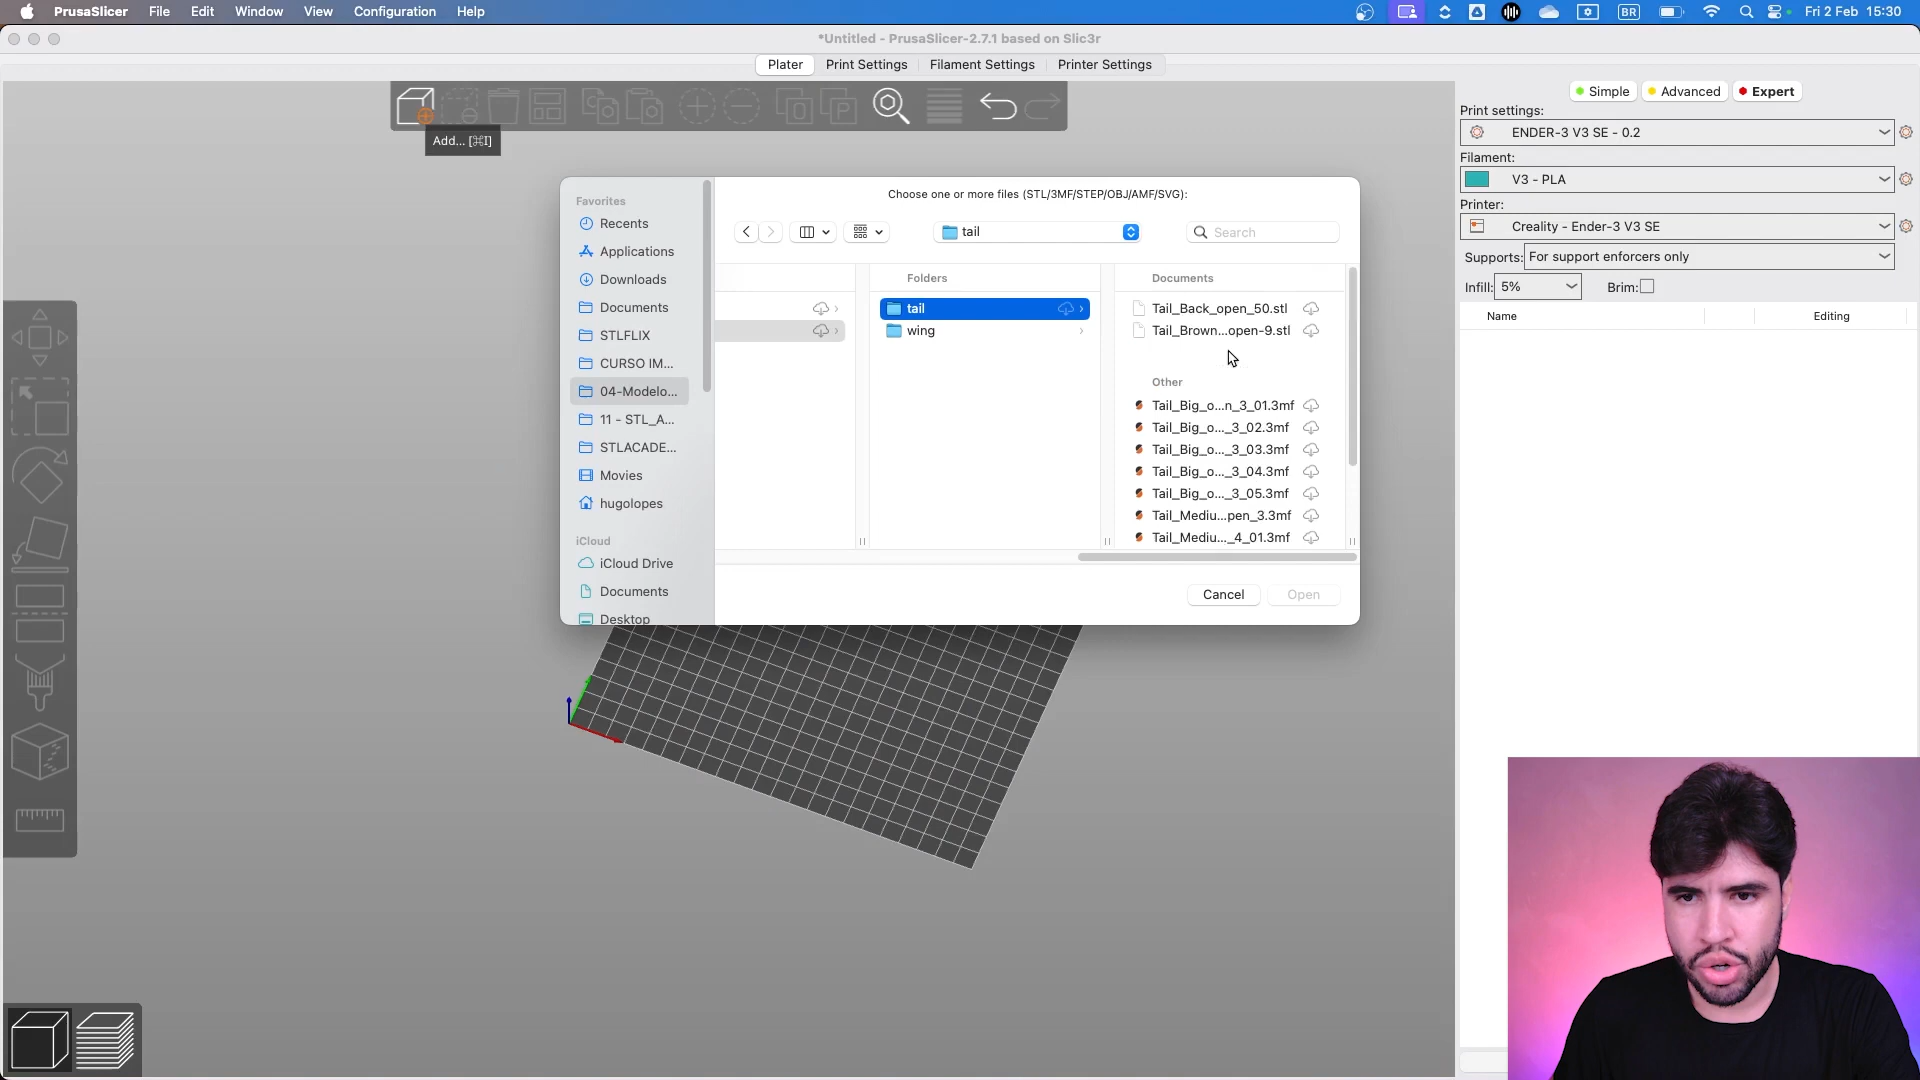 PrusaSlicer File Edit Window View Configuration Help
BR Fri 2 Feb 15:30
*Untitled - PrusaSlicer-2.7.1 based on Slic3r
Plater Print Settings Filament Settings Printer Settings
Add... [⌘I]
Simple Advanced Expert
Print settings:
ENDER-3 V3 SE - 0.2
Filament:
V3 - PLA
Printer:
Creality - Ender-3 V3 SE
Supports: For support enforcers only
Infill: 5% Brim:
Name Editing
Choose one or more files (STL/3MF/STEP/OBJ/AMF/SVG):
tail
Search
Favorites
Recents
Applications
Downloads
Documents
STLFLIX
CURSO IM...
04-Modelo...
11 - STL_A...
STLACADE...
Movies
hugolopes
iCloud
iCloud Drive
Documents
Desktop
Folders
tail
wing
Documents
Tail_Back_open_50.stl
Tail_Brown...open-9.stl
Other
Tail_Big_o...n_3_01.3mf
Tail_Big_o..._3_02.3mf
Tail_Big_o..._3_03.3mf
Tail_Big_o..._3_04.3mf
Tail_Big_o..._3_05.3mf
Tail_Mediu...pen_3.3mf
Tail_Mediu..._4_01.3mf
Cancel Open